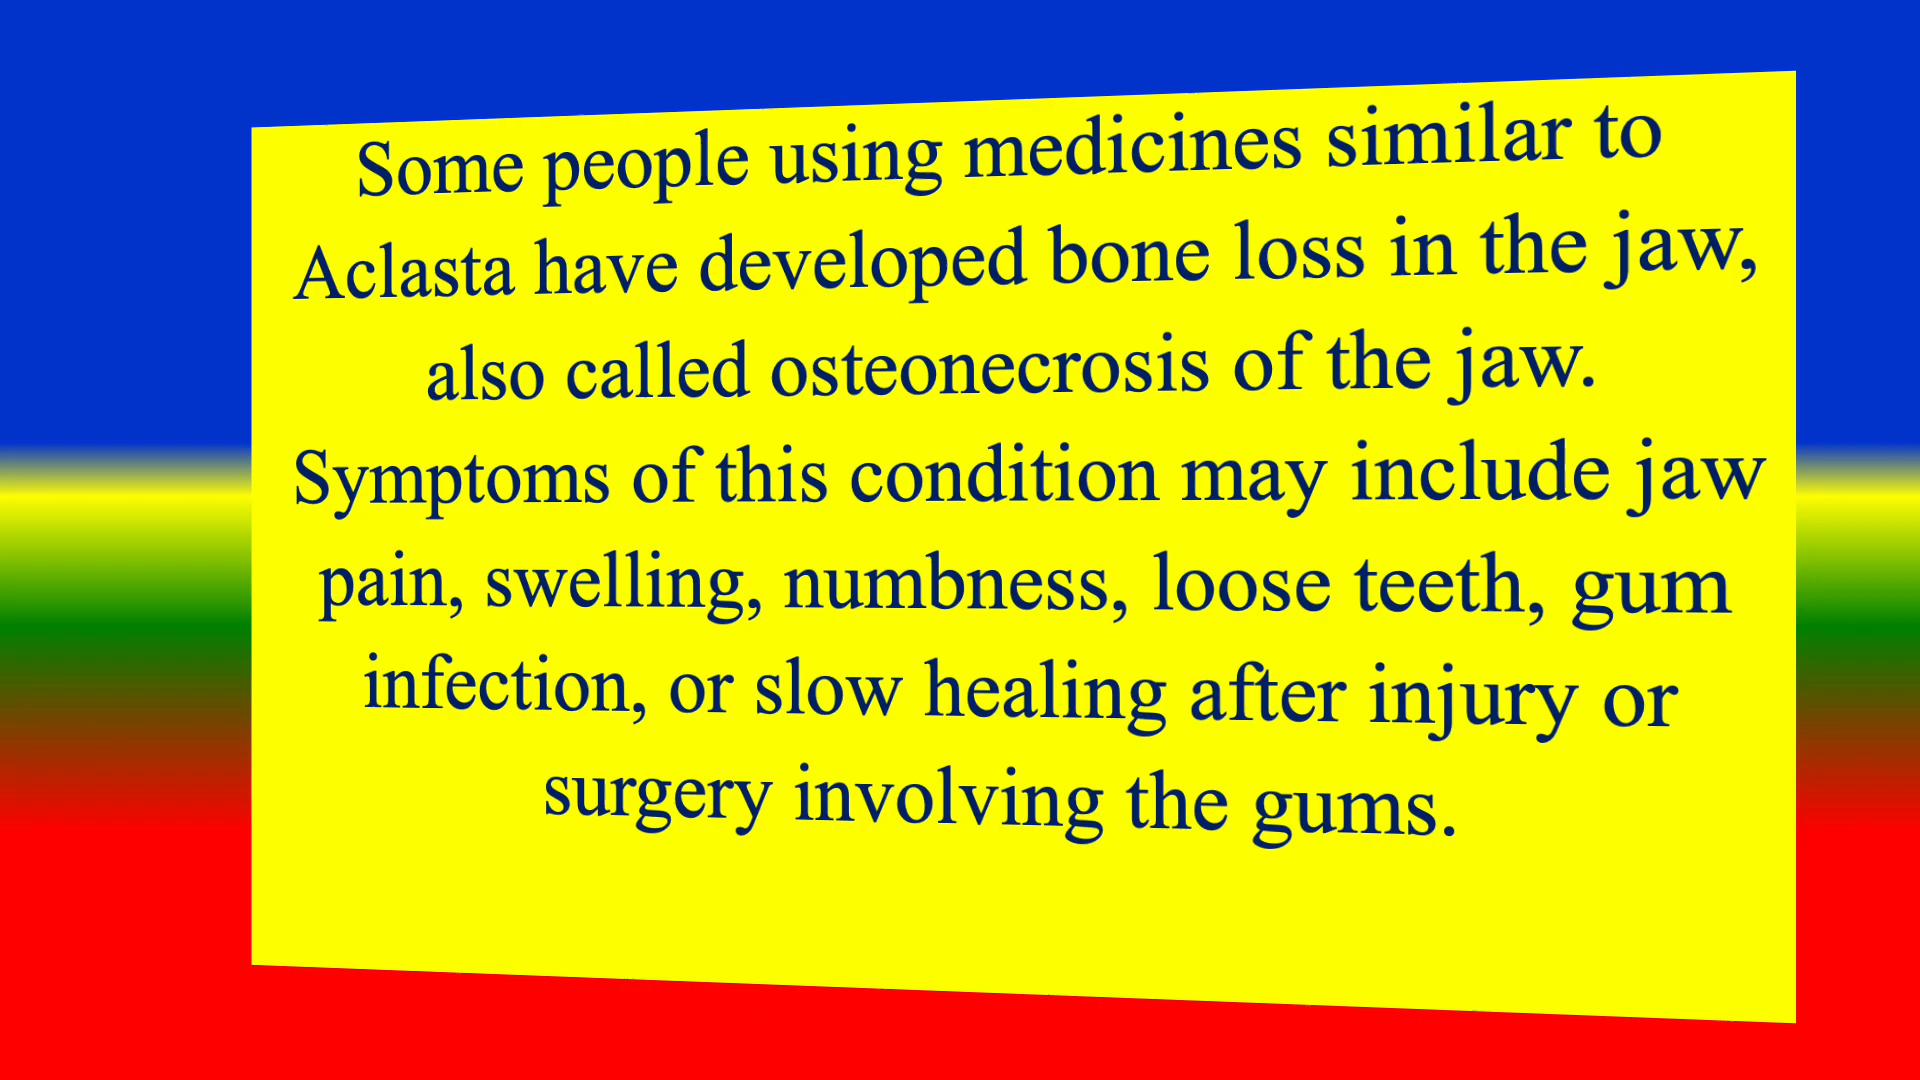 Some people using medicines similar to
Aclasta have developed bone loss in the jaw,
also called osteonecrosis of the jaw.
Symptoms of this condition may include jaw
pain, swelling, numbness, loose teeth, gum
infection, or slow healing after injury or
surgery involving the gums.